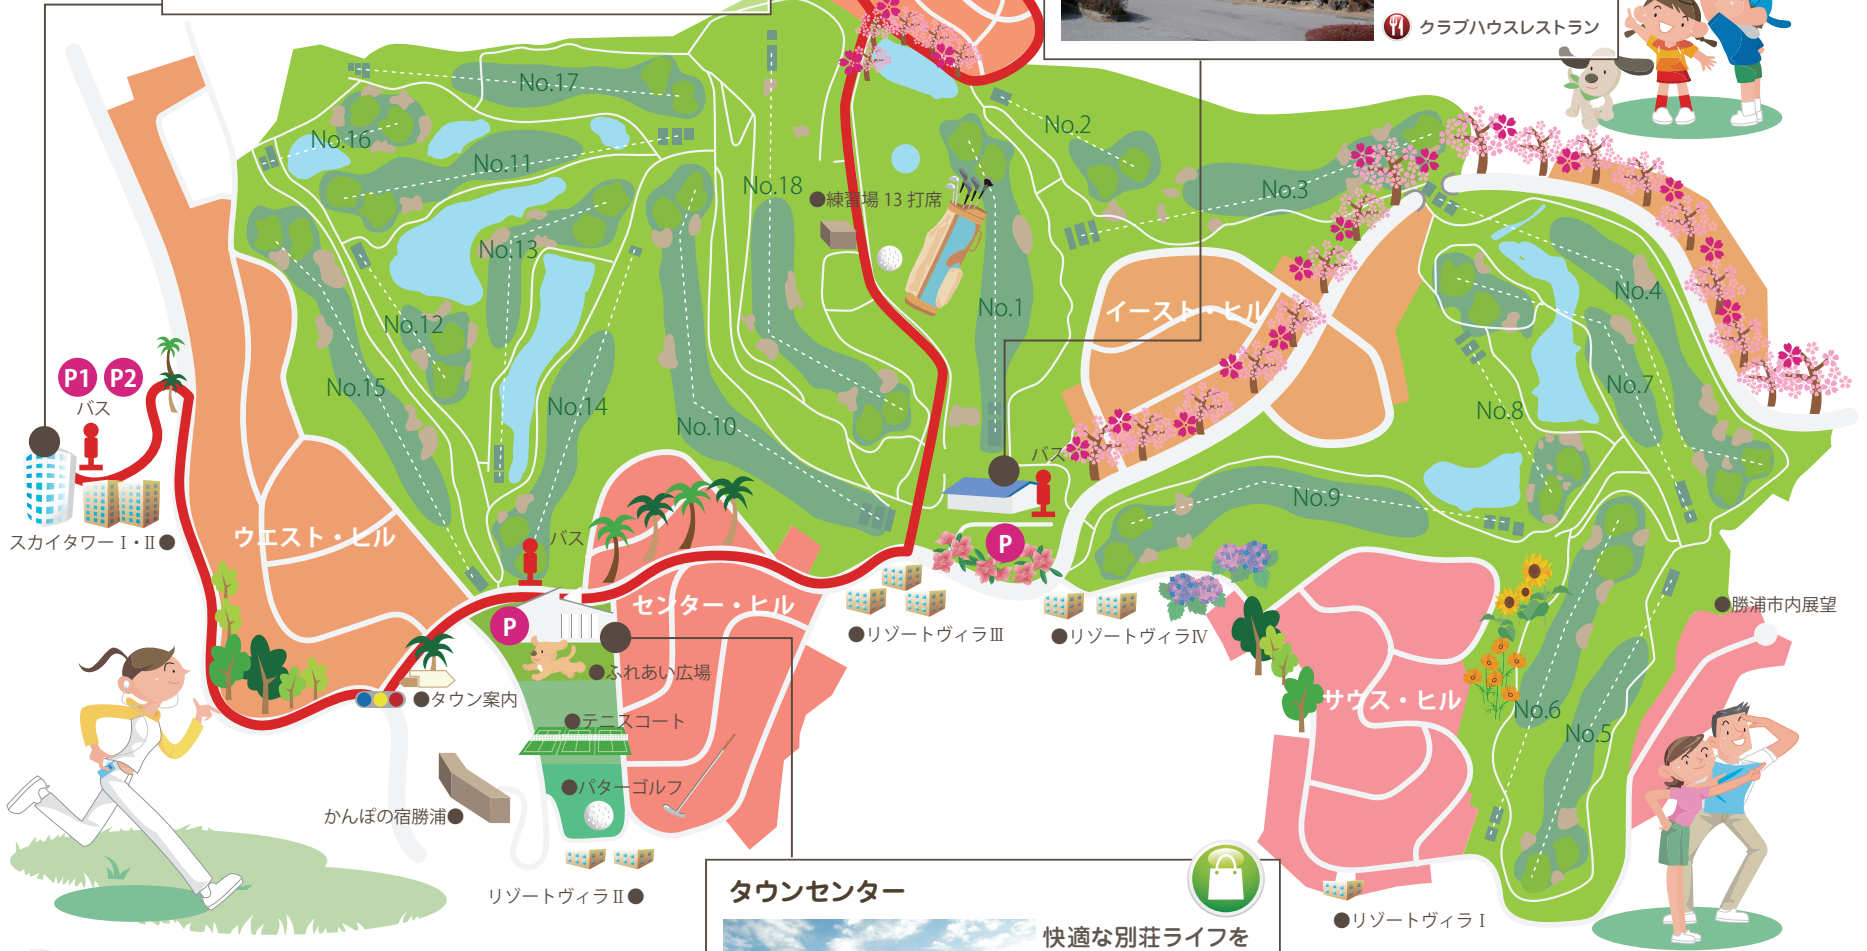 クラブハウスレストラン
No.17
No.16
No.11
No.2
No.3
No.18
練習場 13 打席
No.13
No.12
No.1
イースト・ヒル
No.4
No.15
No.14
No.10
No.7
No.8
P1 P2
バス
バス
No.9
P
スカイタワー Ⅰ・Ⅱ
ウエスト・ヒル
バス
P
センター・ヒル
リゾートヴィラⅢ
リゾートヴィラⅣ
勝浦市内展望
ふれあい広場
タウン案内
テニスコート
サウス・ヒル
No.6
No.5
パターゴルフ
かんぽの宿勝浦
リゾートヴィラⅡ
リゾートヴィラⅠ
タウンセンター
快適な別荘ライフを